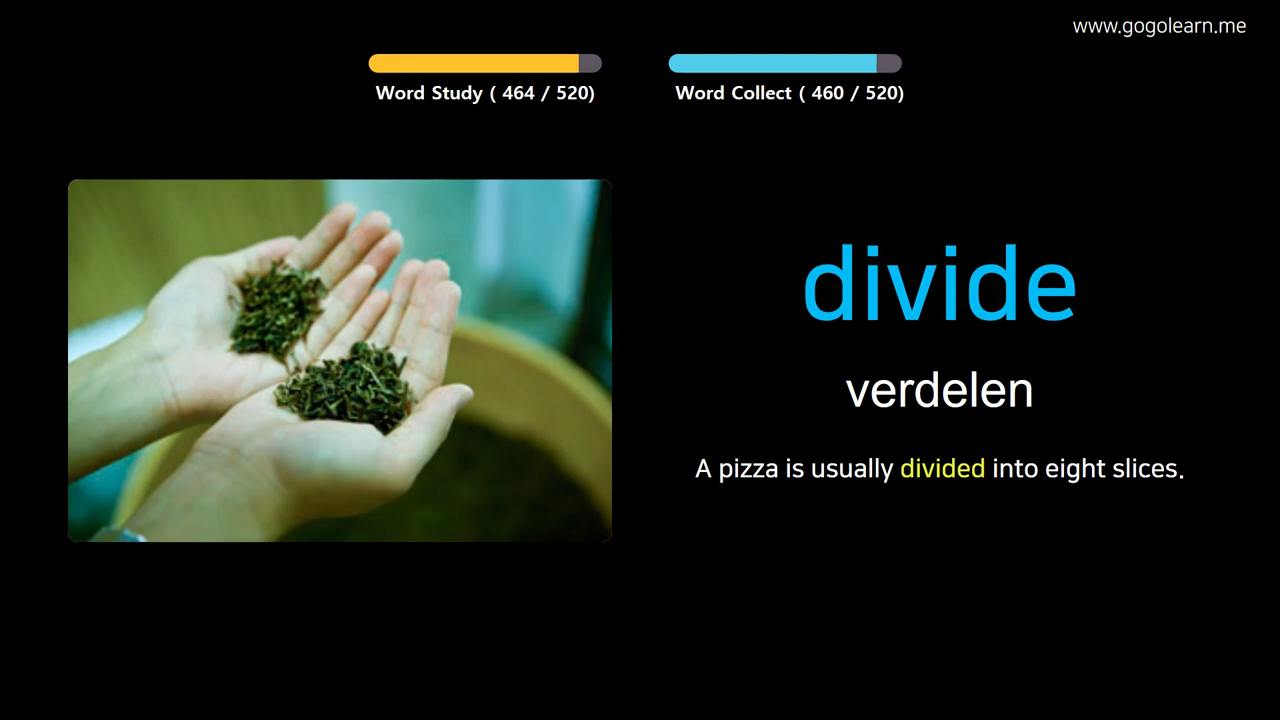 www.gogolearn.me
Word Study ( 464 / 520)
Word Collect ( 460 / 520)
divide
verdelen
A pizza is usually divided into eight slices.